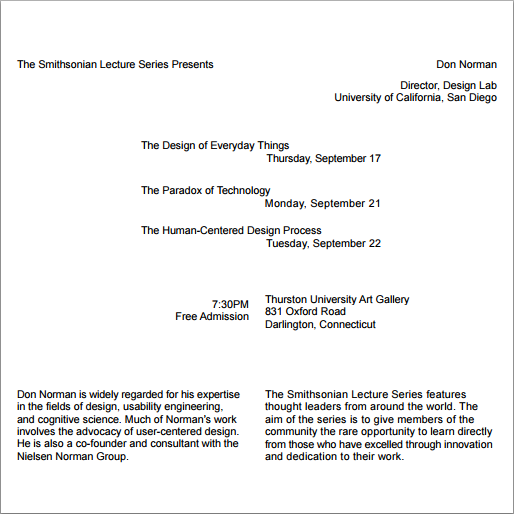 The Smithsonian Lecture Series Presents
Don Norman
Director, Design Lab
University of California, San Diego
The Design of Everyday Things
Thursday, September 17
The Paradox of Technology
Monday, September 21
The Human-Centered Design Process
Tuesday, September 22
7:30PM
Free Admission
Thurston University Art Gallery
831 Oxford Road
Darlington, Connecticut
Don Norman is widely regarded for his expertise
in the fields of design, usability engineering,
and cognitive science. Much of Norman's work
involves the advocacy of user-centered design.
He is also a co-founder and consultant with the
Nielsen Norman Group.
The Smithsonian Lecture Series features
thought leaders from around the world. The
aim of the series is to give members of the
community the rare opportunity to learn directly
from those who have excelled through innovation
and dedication to their work.